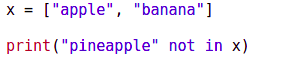 x = ["apple", "banana"]
print("pineapple" not in x)